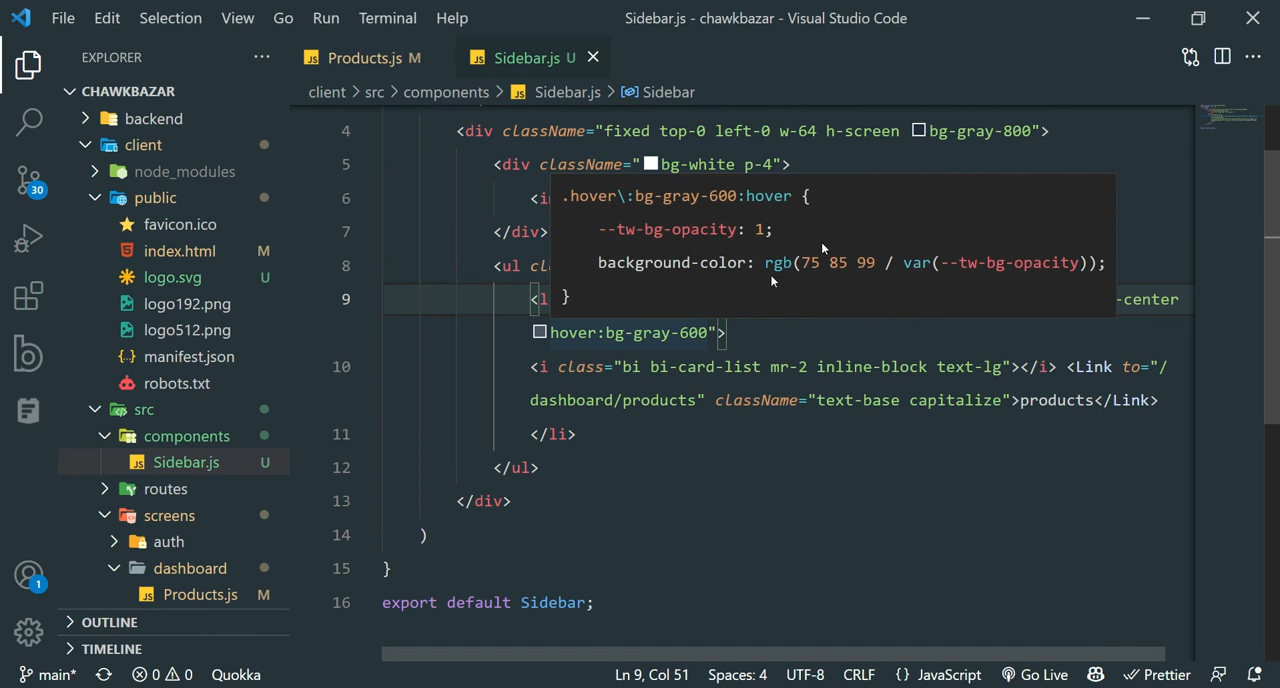 File Edit Selection View Go Run Terminal Help
Sidebar.js - chawkbazar - Visual Studio Code
EXPLORER
CHAWKBAZAR
backend
client
node_modules
public
favicon.ico
index.html M
logo.svg U
logo192.png
logo512.png
manifest.json
robots.txt
src
components
Sidebar.js U
routes
screens
auth
dashboard
Products.js M
OUTLINE
TIMELINE
30
1
Products.js M
Sidebar.js U
client > src > components > JS Sidebar.js > Sidebar
4 <div className="fixed top-0 left-0 w-64 h-screen bg-gray-800">
5 <div className="bg-white p-4">
6 <i
7 </div>
8 <ul cl
9 <l -center
hover:bg-gray-600">
.hover\:bg-gray-600:hover {
--tw-bg-opacity: 1;
background-color: rgb(75 85 99 / var(--tw-bg-opacity));
}
10 <i class="bi bi-card-list mr-2 inline-block text-lg"></i> <Link to="/
dashboard/products" className="text-base capitalize">products</Link>
11 </li>
12 </ul>
13 </div>
14 )
15 }
16 export default Sidebar;
main* 0 0 Quokka
Ln 9, Col 51 Spaces: 4 UTF-8 CRLF {} JavaScript Go Live Prettier